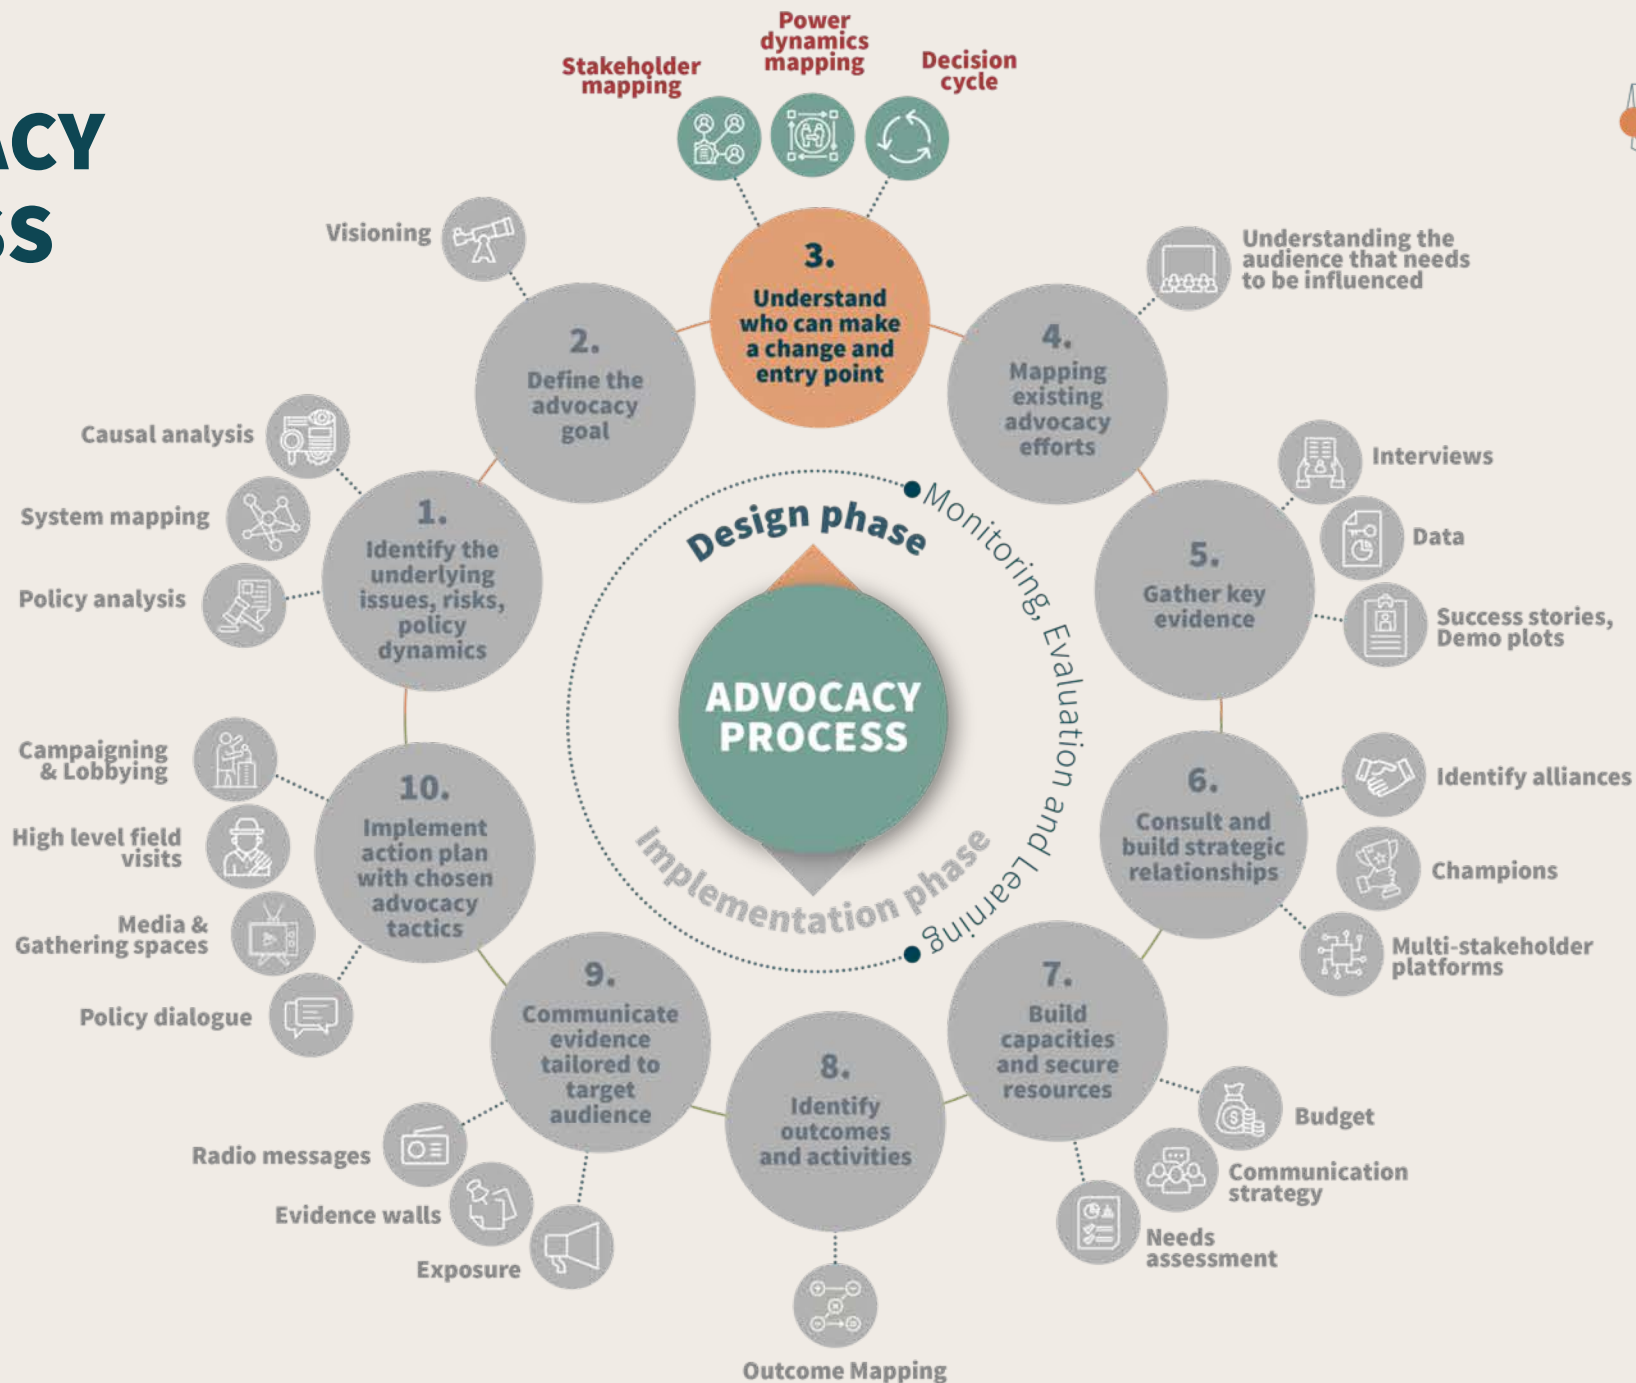 ACY
SS
Stakeholder
mapping
Power
dynamics
mapping
Decision
cycle
Visioning
3.
Understand
who can make
a change and
entry point
Understanding the
audience that needs
to be influenced
2.
Define the
advocacy
goal
4.
Mapping
existing
advocacy
efforts
Causal analysis
System mapping
Policy analysis
1.
Identify the
underlying
issues, risks,
policy
dynamics
Interviews
Data
Success stories,
Demo plots
5.
Gather key
evidence
Design phase
Monitoring, Evaluation and Learning
ADVOCACY
PROCESS
Implementation phase
Campaigning
& Lobbying
High level field
visits
Media &
Gathering spaces
Policy dialogue
10.
Implement
action plan
with chosen
advocacy
tactics
6.
Consult and
build strategic
relationships
Identify alliances
Champions
Multi-stakeholder
platforms
9.
Communicate
evidence
tailored to
target
audience
7.
Build
capacities
and secure
resources
8.
Identify
outcomes
and activities
Radio messages
Evidence walls
Exposure
Budget
Communication
strategy
Needs
assessment
Outcome Mapping